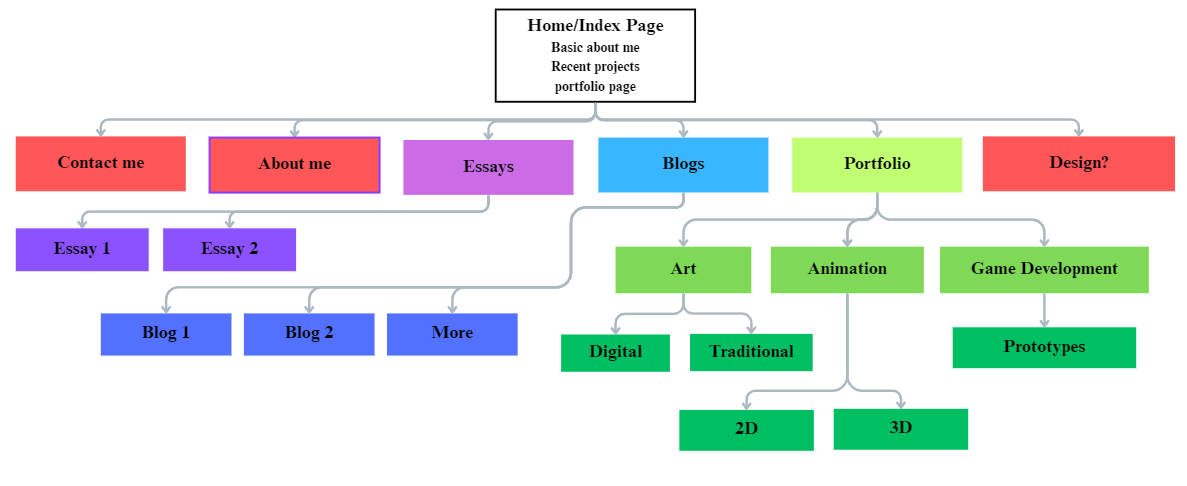 Home/Index Page
Basic about me
Recent projects
portfolio page
Contact me
About me
Essays
Blogs
Portfolio
Design?
Essay 1
Essay 2
Art
Animation
Game Development
Blog 1
Blog 2
More
Digital
Traditional
Prototypes
2D
3D